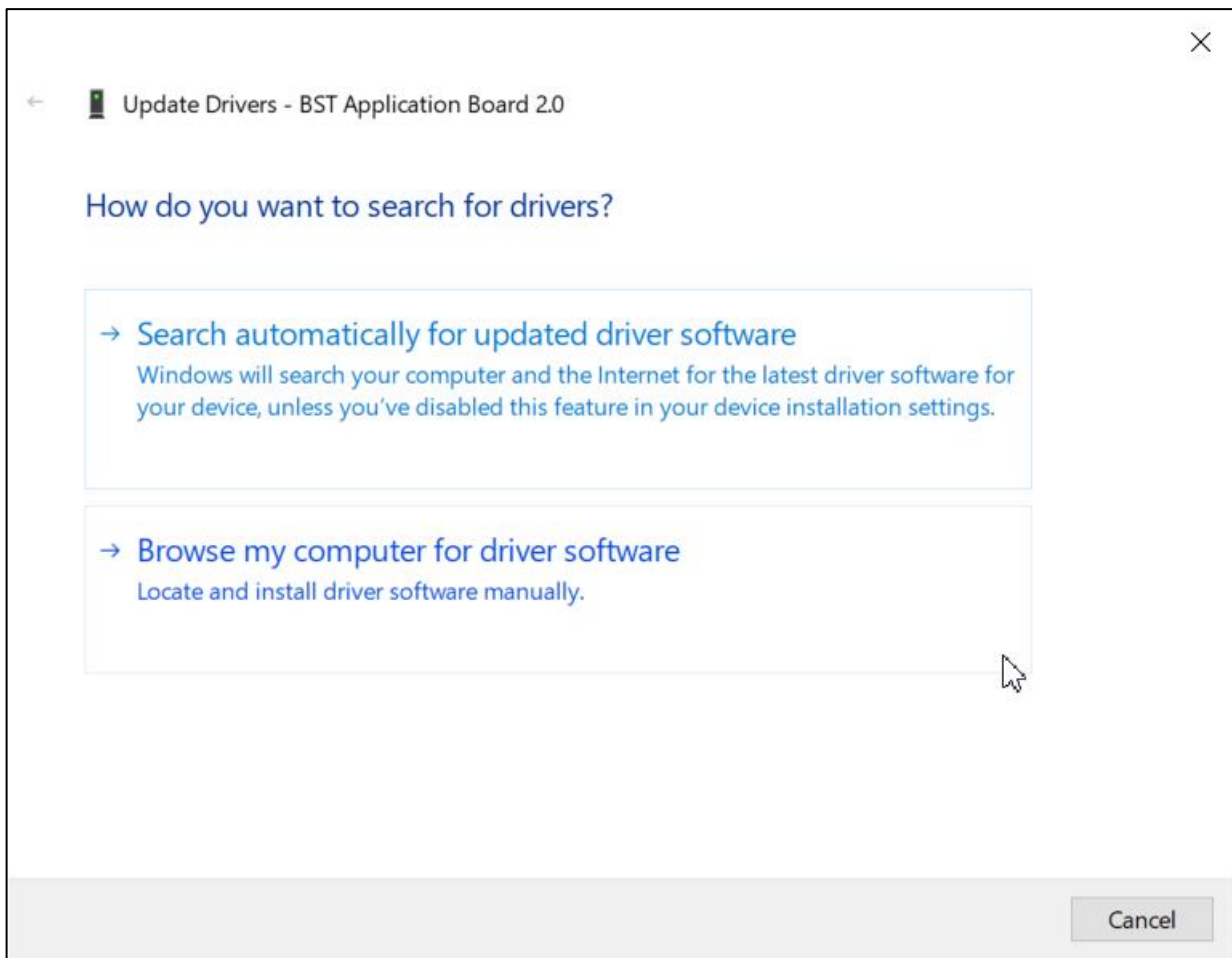 Update Drivers - BST Application Board 2.0
How do you want to search for drivers?
Search automatically for updated driver software
Windows will search your computer and the Internet for the latest driver software for
your device, unless you’ve disabled this feature in your device installation settings.
Browse my computer for driver software
Locate and install driver software manually.
Cancel